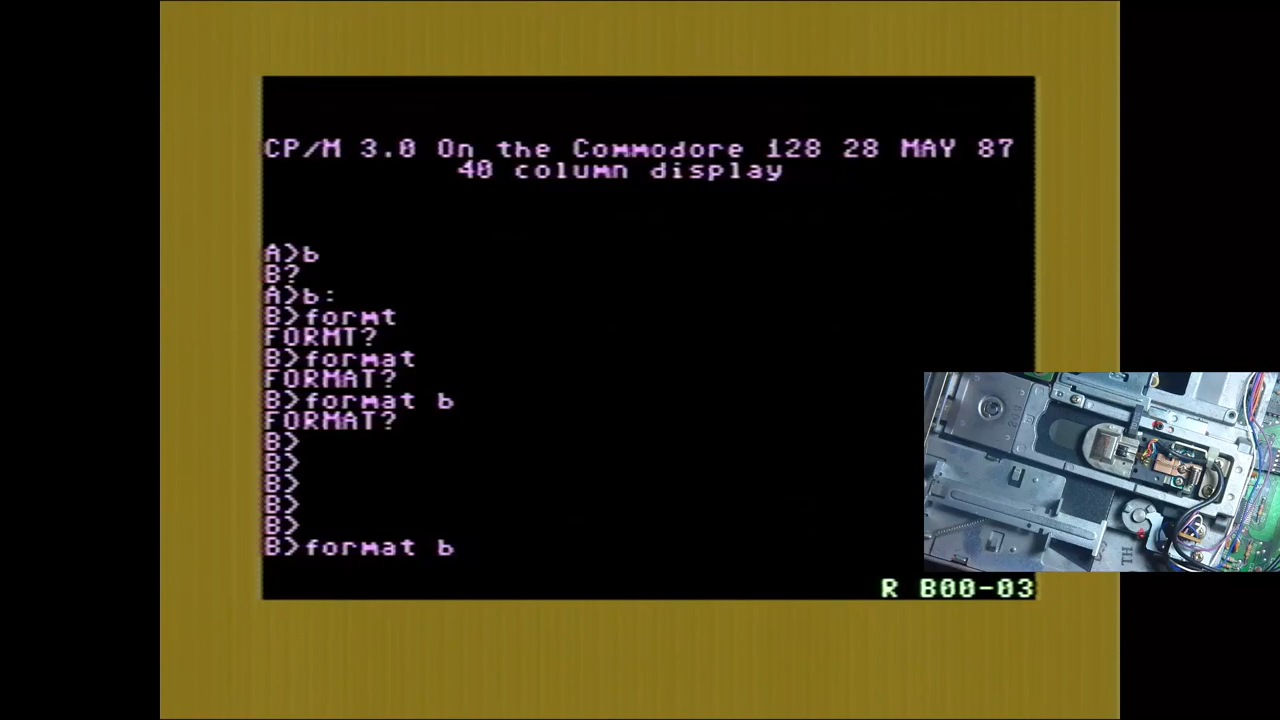 CP/M 3.0 On the Commodore 128 28 MAY 87
40 column display
A>b
B?
A>b:
B>formt
FORMT?
B>format
FORMAT?
B>format b
FORMAT?
B>
B>
B>
B>
B>
B>format b
R B00-03
TH